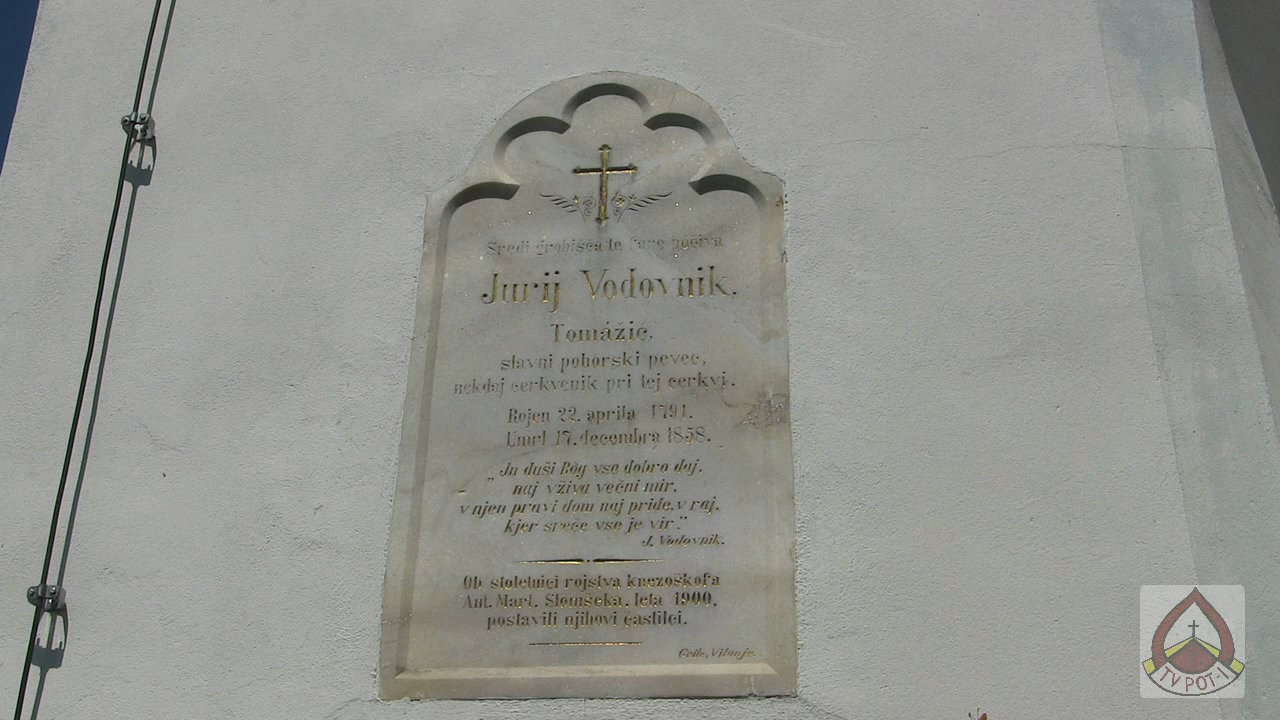 Sredi grobišča te fare počiva
Jurij Vodovnik.
Tomážič,
slavni pohorski pevec,
nekdaj cerkvenik pri tej cerkvi.
Rojen 22. aprila 1791.
Umrl 17. decembra 1858.
„In duši Bog vse dobro daj,
naj vživa večni mir,
v njen pravi dom naj pride, v raj,
kjer sreče vse je vir.”
J. Vodovnik.
Ob stoletnici rojstva knezoškofa
Ant. Mart. Slomšeka, leta 1900,
postavili njihovi častilci.
Vitanje
TV POT-1